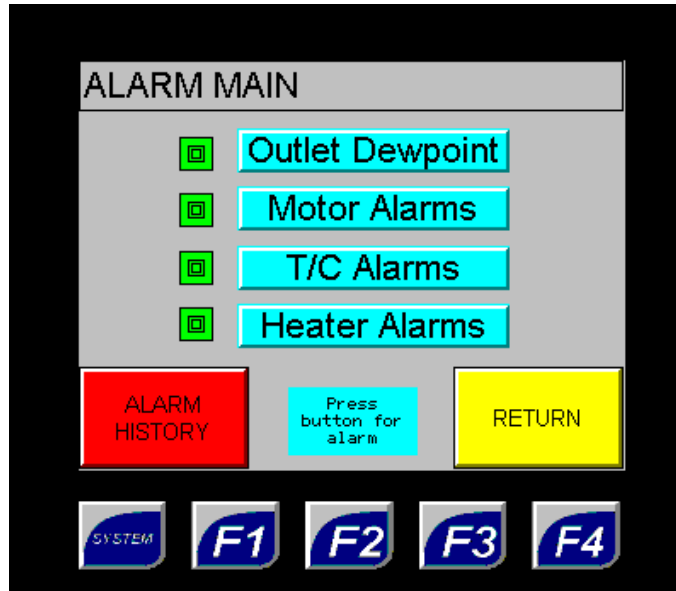 ALARM MAIN
Outlet Dewpoint
Motor Alarms
T/C Alarms
Heater Alarms
ALARM
HISTORY
Press
button for
alarm
RETURN
SYSTEM
F1
F2
F3
F4